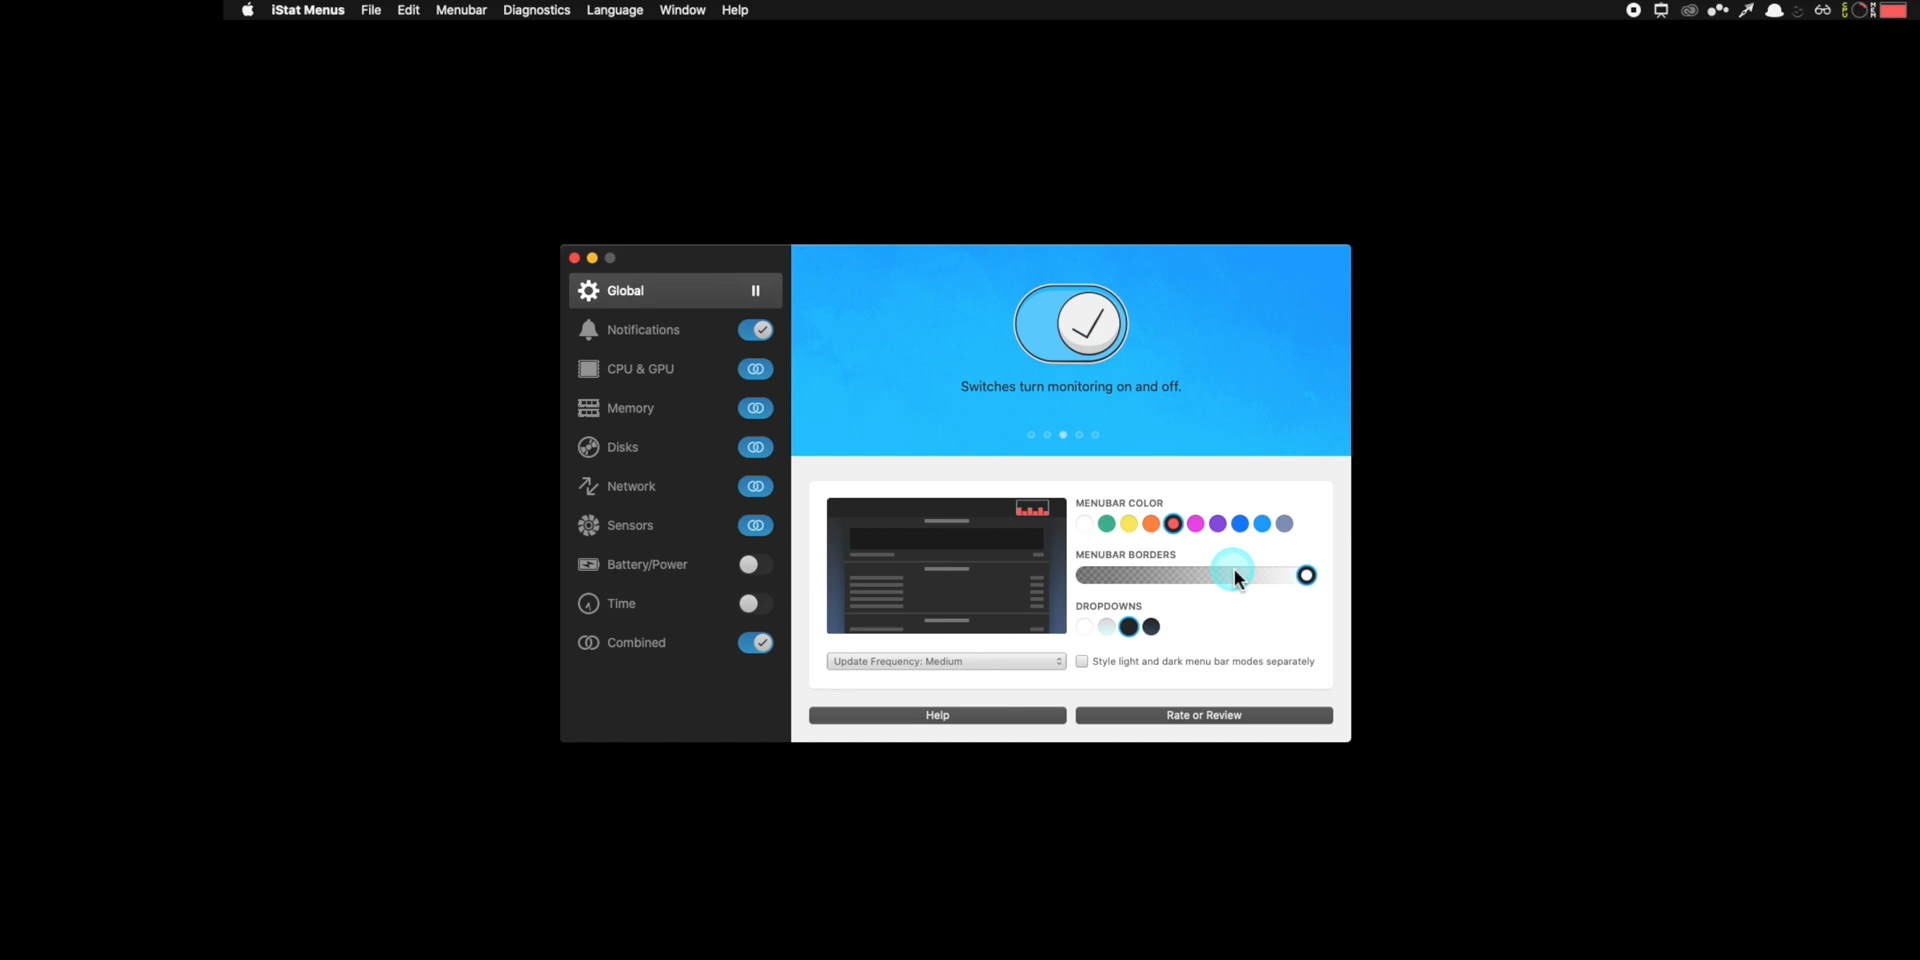 iStat Menus File Edit Menubar Diagnostics Language Window Help
CPU MEM
Global
Notifications
CPU & GPU
Memory
Disks
Network
Sensors
Battery/Power
Time
Combined
Switches turn monitoring on and off.
MENUBAR COLOR
MENUBAR BORDERS
DROPDOWNS
Update Frequency: Medium
Style light and dark menu bar modes separately
Help
Rate or Review